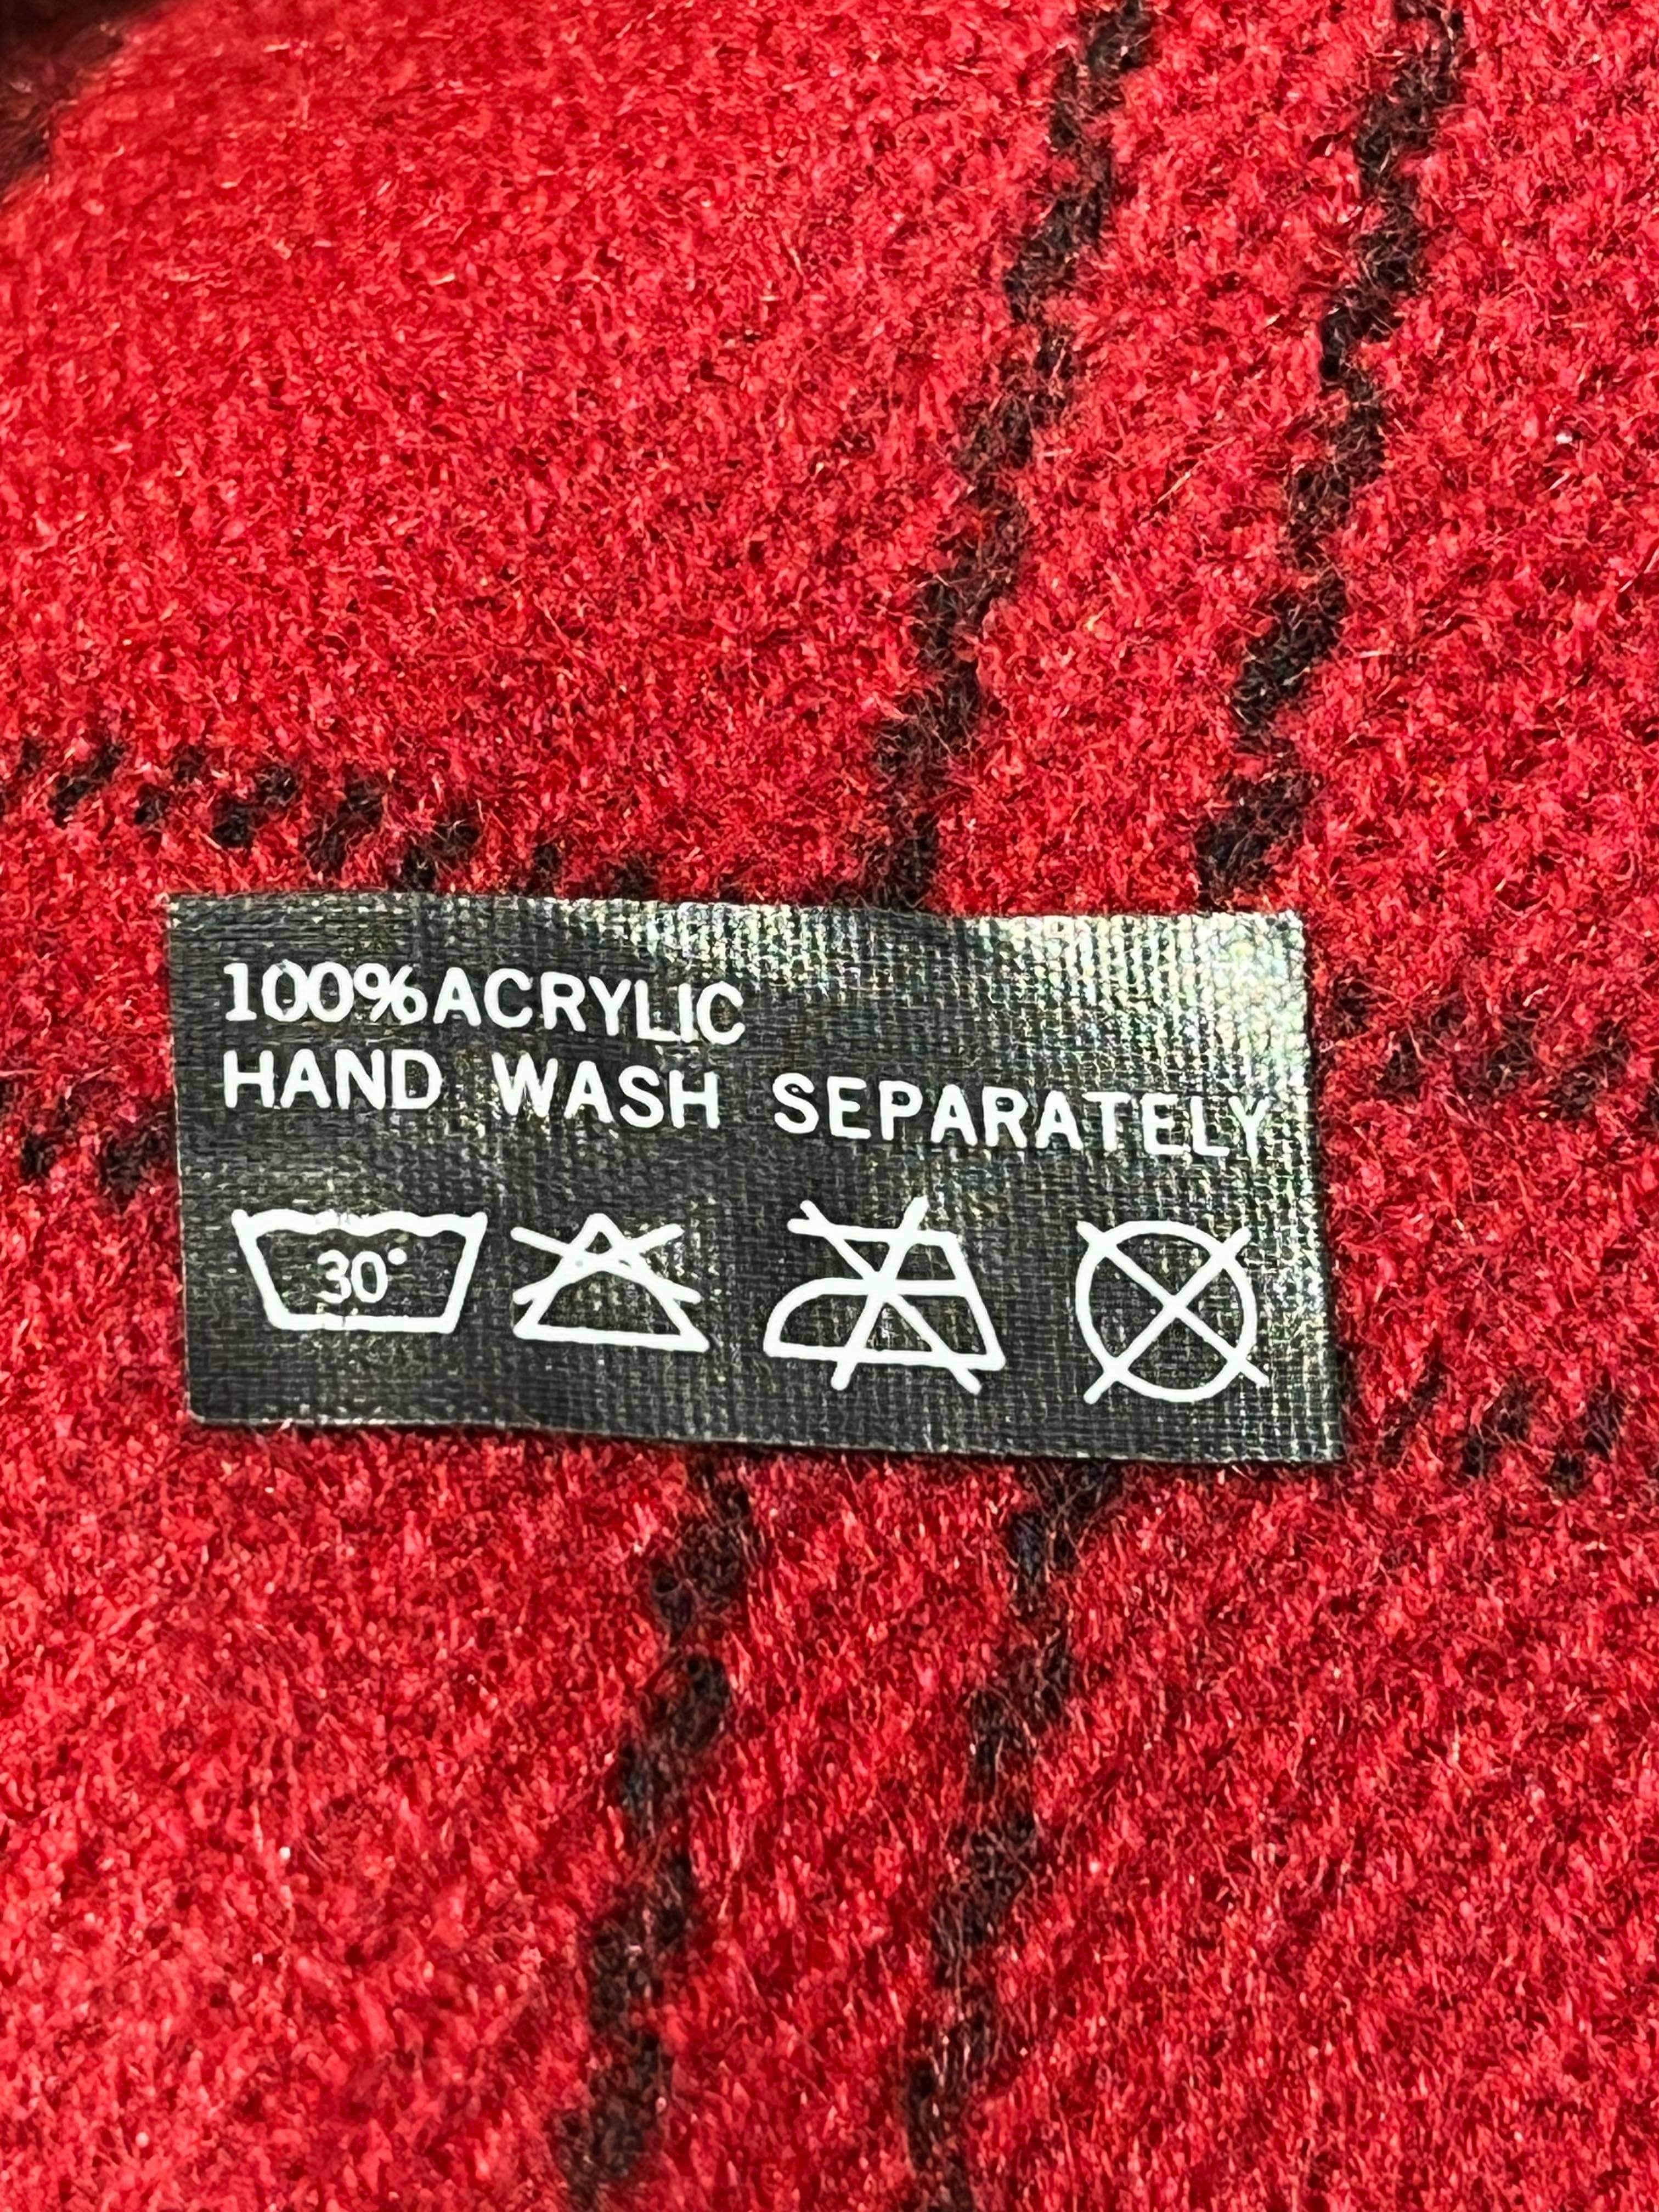 100%ACRYLIC
HAND WASH SEPARATELY
30°